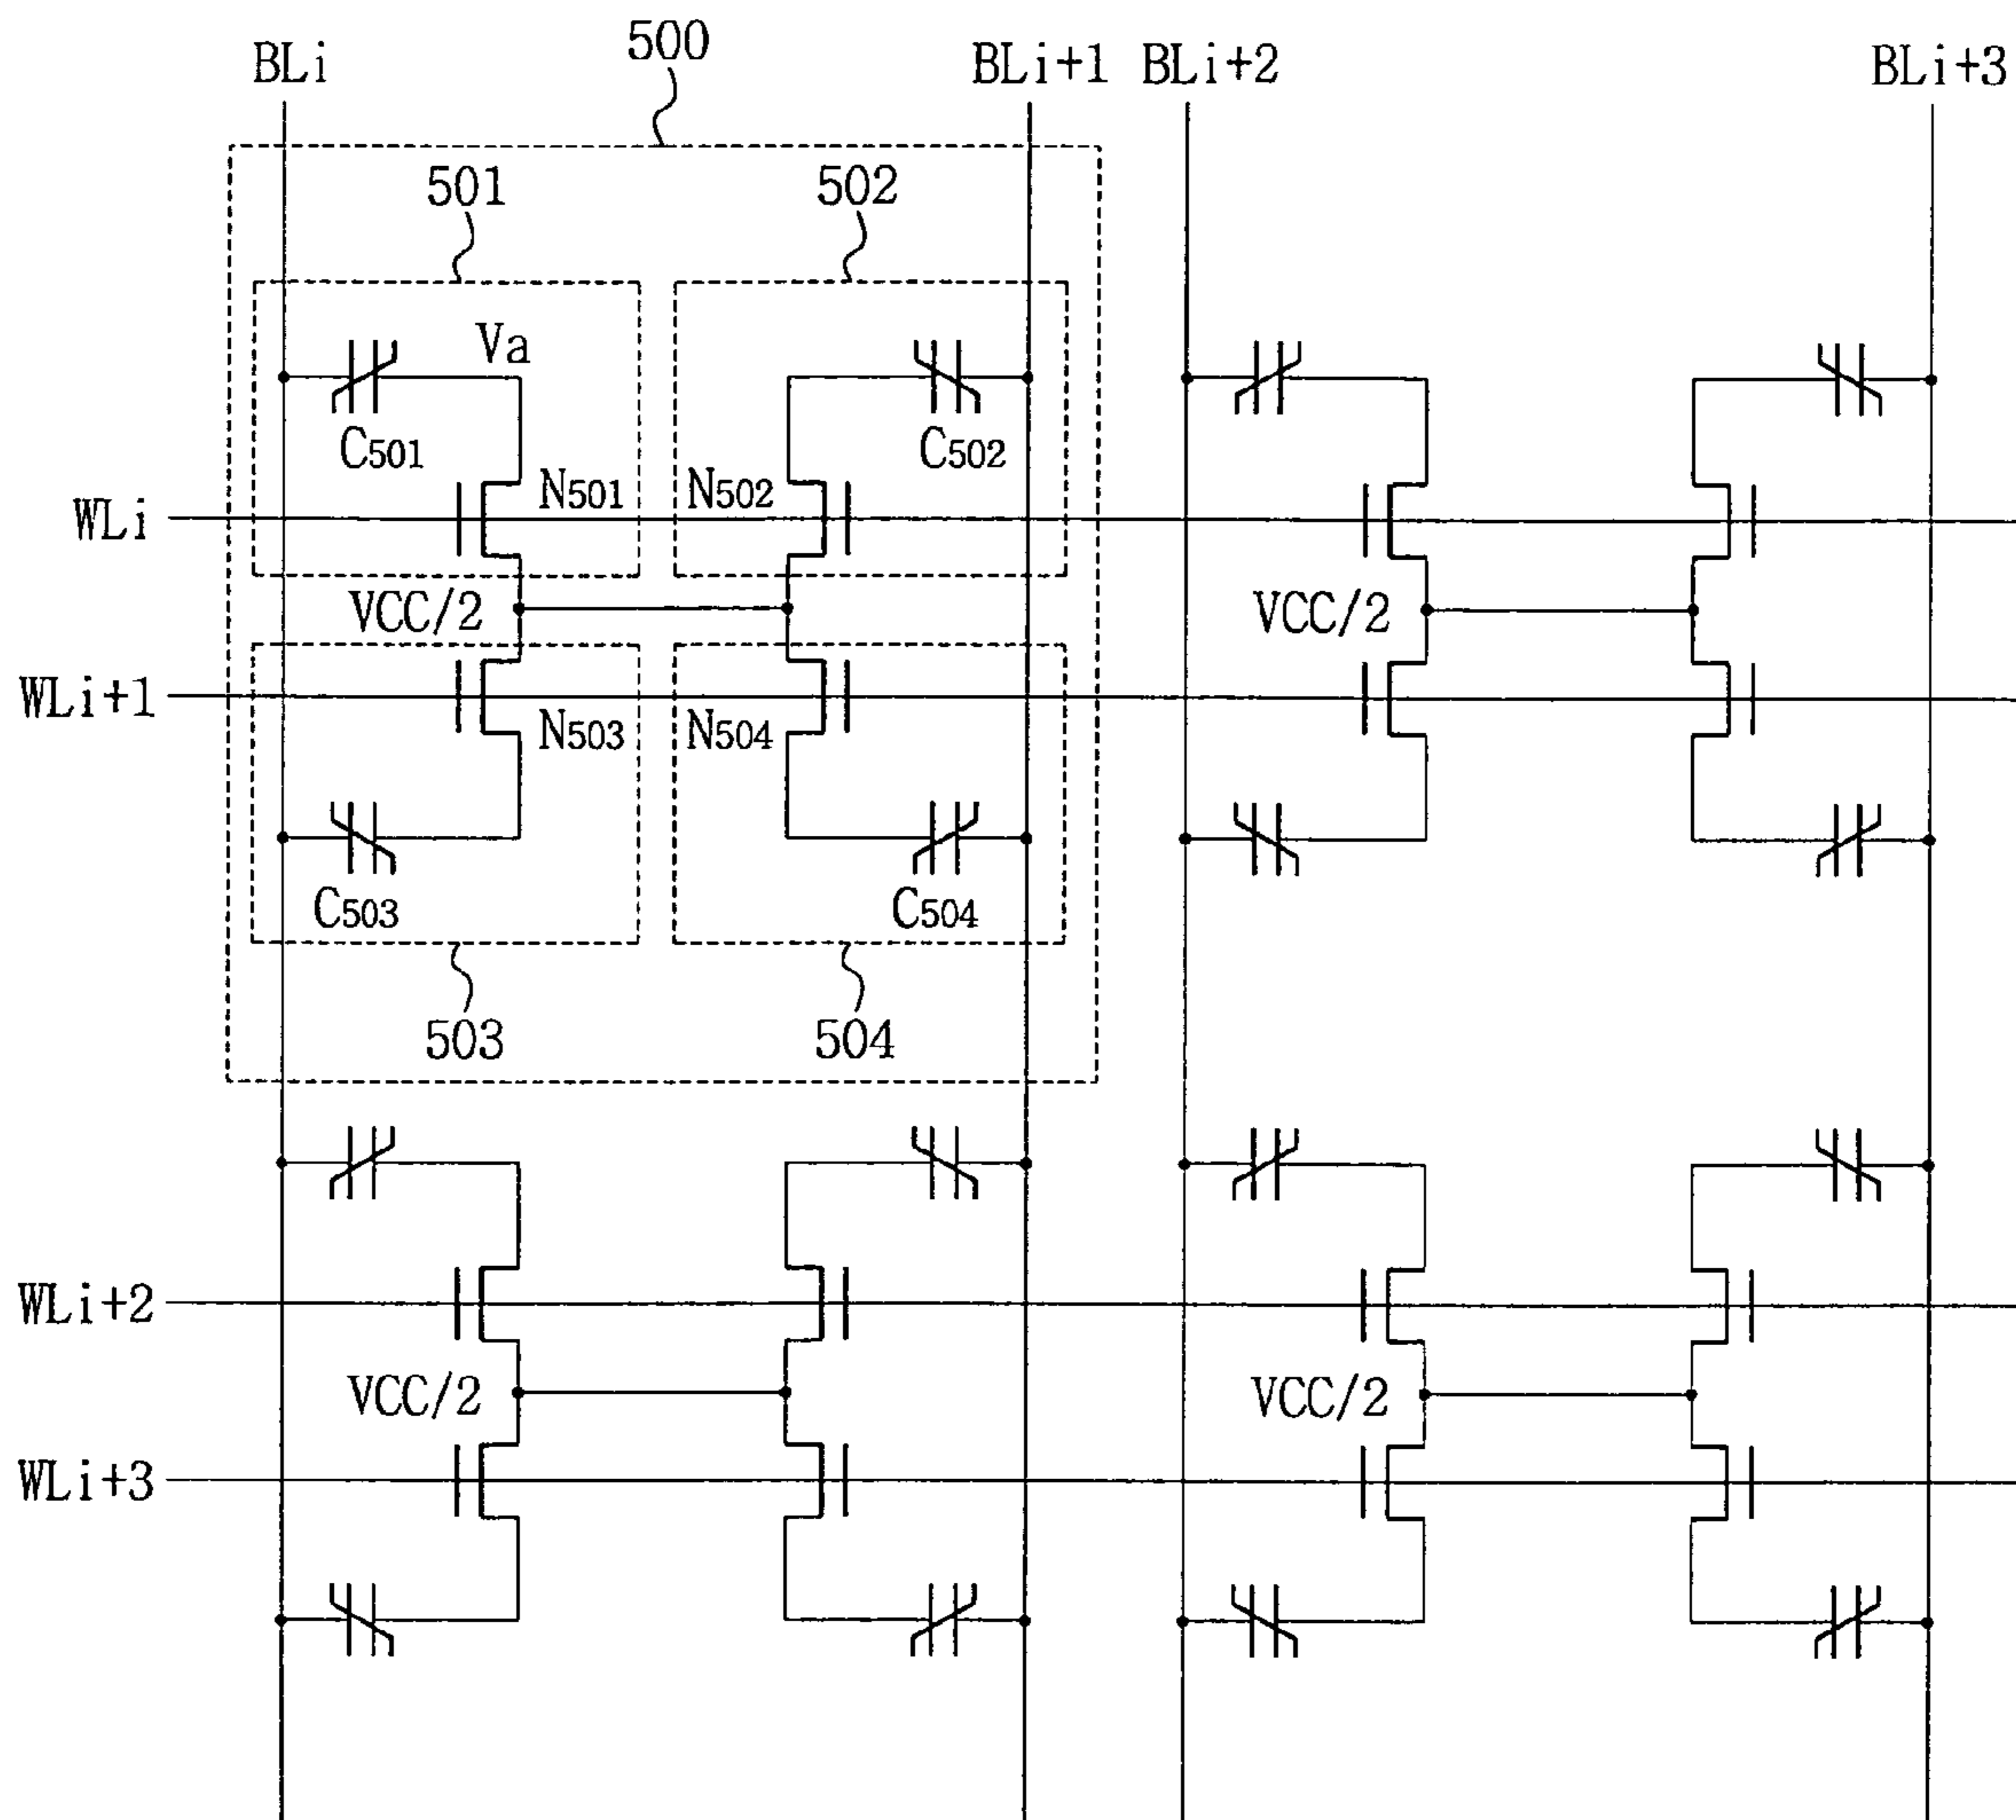 500
BLi
BLi+1
BLi+2
BLi+3
501
502
Va
C501
C502
N501
N502
WLi
VCC/2
VCC/2
WLi+1
N503
N504
C503
C504
503
504
WLi+2
VCC/2
VCC/2
WLi+3